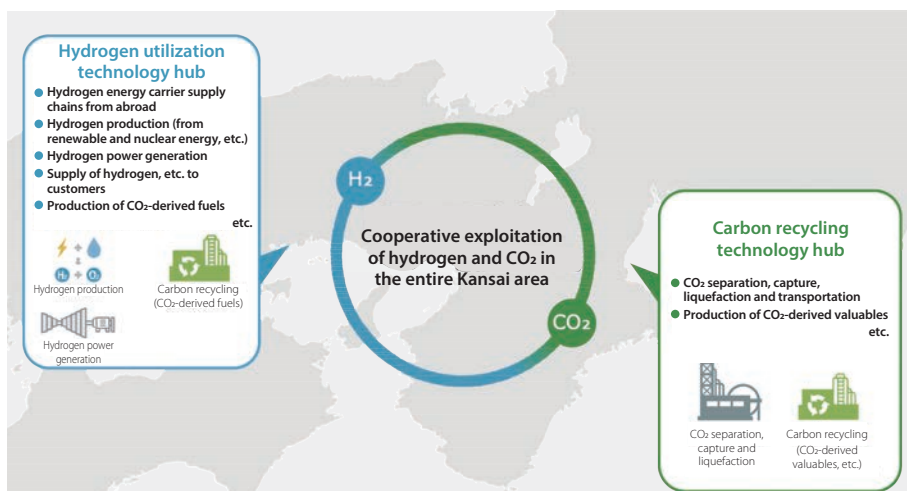 Hydrogen utilization
technology hub
● Hydrogen energy carrier supply
chains from abroad
● Hydrogen production (from
renewable and nuclear energy, etc.)
● Hydrogen power generation
● Supply of hydrogen, etc. to
customers
● Production of CO₂-derived fuels
etc.
H₂ + O₂
Hydrogen production
Carbon recycling
(CO₂-derived fuels)
Hydrogen power
generation
H₂
Cooperative exploitation
of hydrogen and CO₂ in
the entire Kansai area
CO₂
Carbon recycling
technology hub
● CO₂ separation, capture,
liquefaction and transportation
● Production of CO₂-derived valuables
etc.
CO₂ separation,
capture and
liquefaction
Carbon recycling
(CO₂-derived
valuables, etc.)